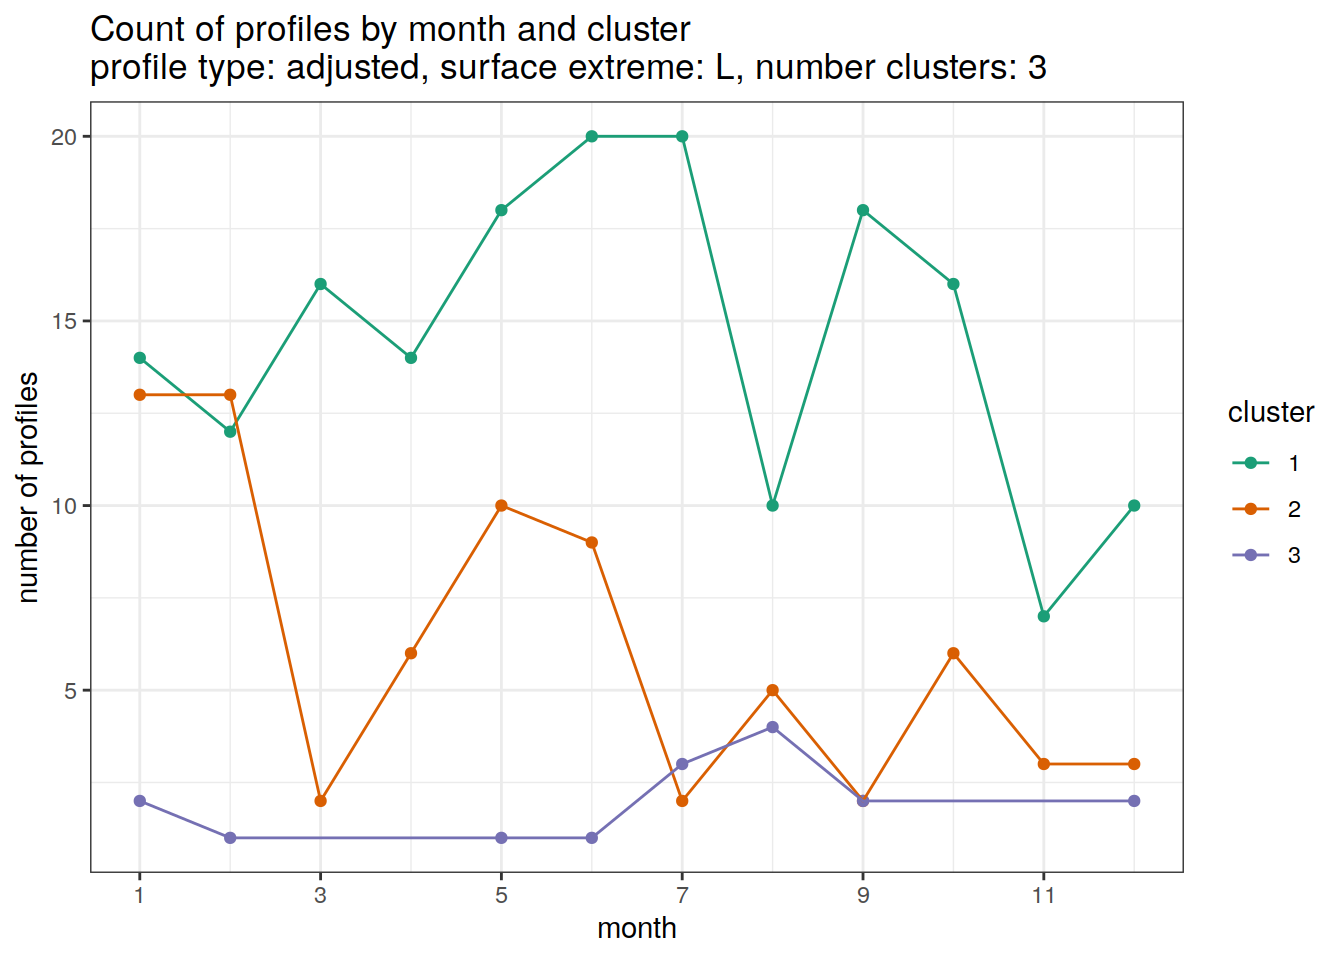 Count of profiles by month and cluster
profile type: adjusted, surface extreme: L, number clusters: 3
20
15
10
5
number of profiles
1
3
5
7
9
11
month
cluster
1
2
3